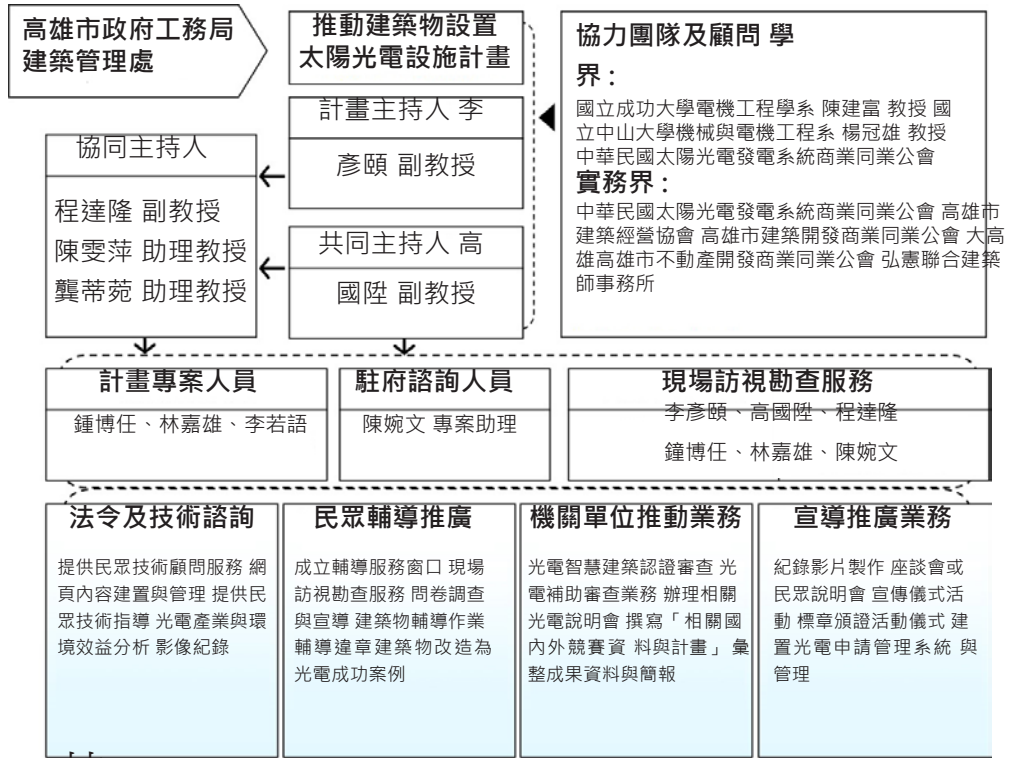 高雄市政府工務局
建築管理處
推動建築物設置
太陽光電設施計畫
計畫主持人 李
彥頤 副教授
共同主持人 高
國陞 副教授
協同主持人
程達隆 副教授
陳雯萍 助理教授
龔蒂菀 助理教授
協力團隊及顧問 學
界：
國立成功大學電機工程學系 陳建富 教授 國
立中山大學機械與電機工程系 楊冠雄 教授
中華民國太陽光電發電系統商業同業公會
實務界：
中華民國太陽光電發電系統商業同業公會 高雄市
建築經營協會 高雄市建築開發商業同業公會 大高
雄高雄市不動產開發商業同業公會 弘憲聯合建築
師事務所
計畫專案人員
鍾博任、林嘉雄、李若語
駐府諮詢人員
陳婉文 專案助理
現場訪視勘查服務
李彥頤、高國陞、程達隆
鐘博任、林嘉雄、陳婉文
法令及技術諮詢
提供民眾技術顧問服務 網
頁內容建置與管理 提供民
眾技術指導 光電產業與環
境效益分析 影像紀錄
民眾輔導推廣
成立輔導服務窗口 現場
訪視勘查服務 問卷調查
與宣導 建築物輔導作業
輔導違章建築物改造為
光電成功案例
機關單位推動業務
光電智慧建築認證審查 光
電補助審查業務 辦理相關
光電說明會 撰寫「相關國
內外競賽資 料與計畫」 彙
整成果資料與簡報
宣導推廣業務
紀錄影片製作 座談會或
民眾說明會 宣傳儀式活
動 標章頒證活動儀式 建
置光電申請管理系統 與
管理